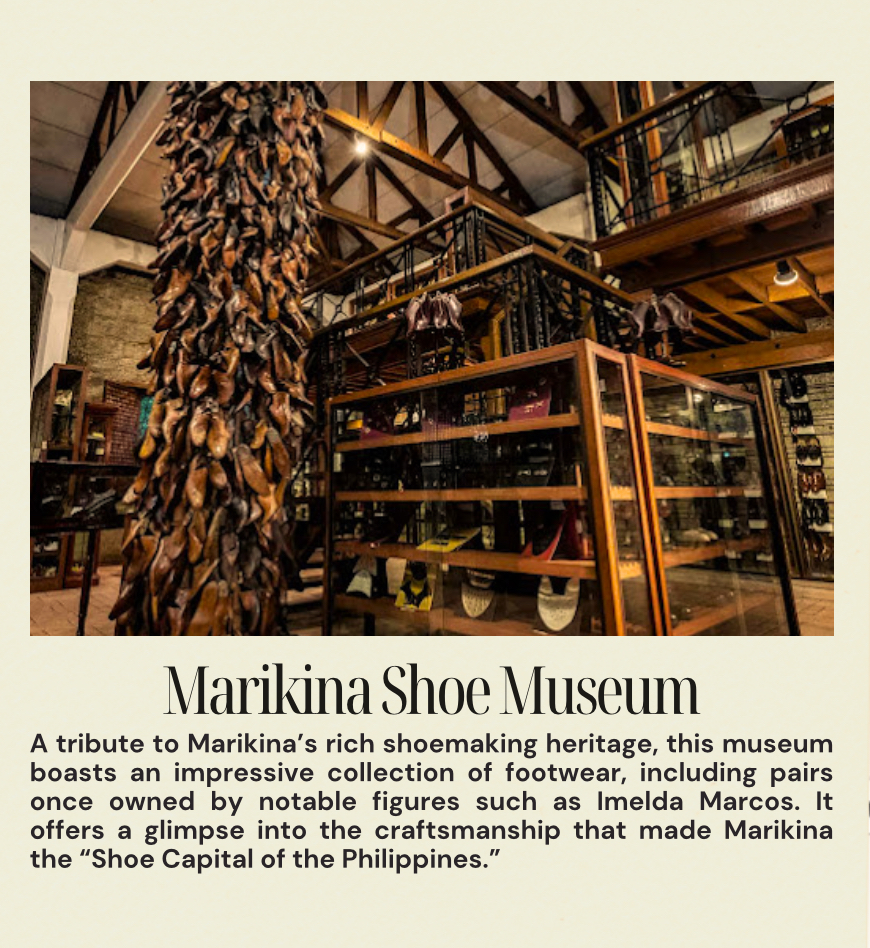 Marikina Shoe Museum
A tribute to Marikina’s rich shoemaking heritage, this museum
boasts an impressive collection of footwear, including pairs
once owned by notable figures such as Imelda Marcos. It
offers a glimpse into the craftsmanship that made Marikina
the “Shoe Capital of the Philippines.”